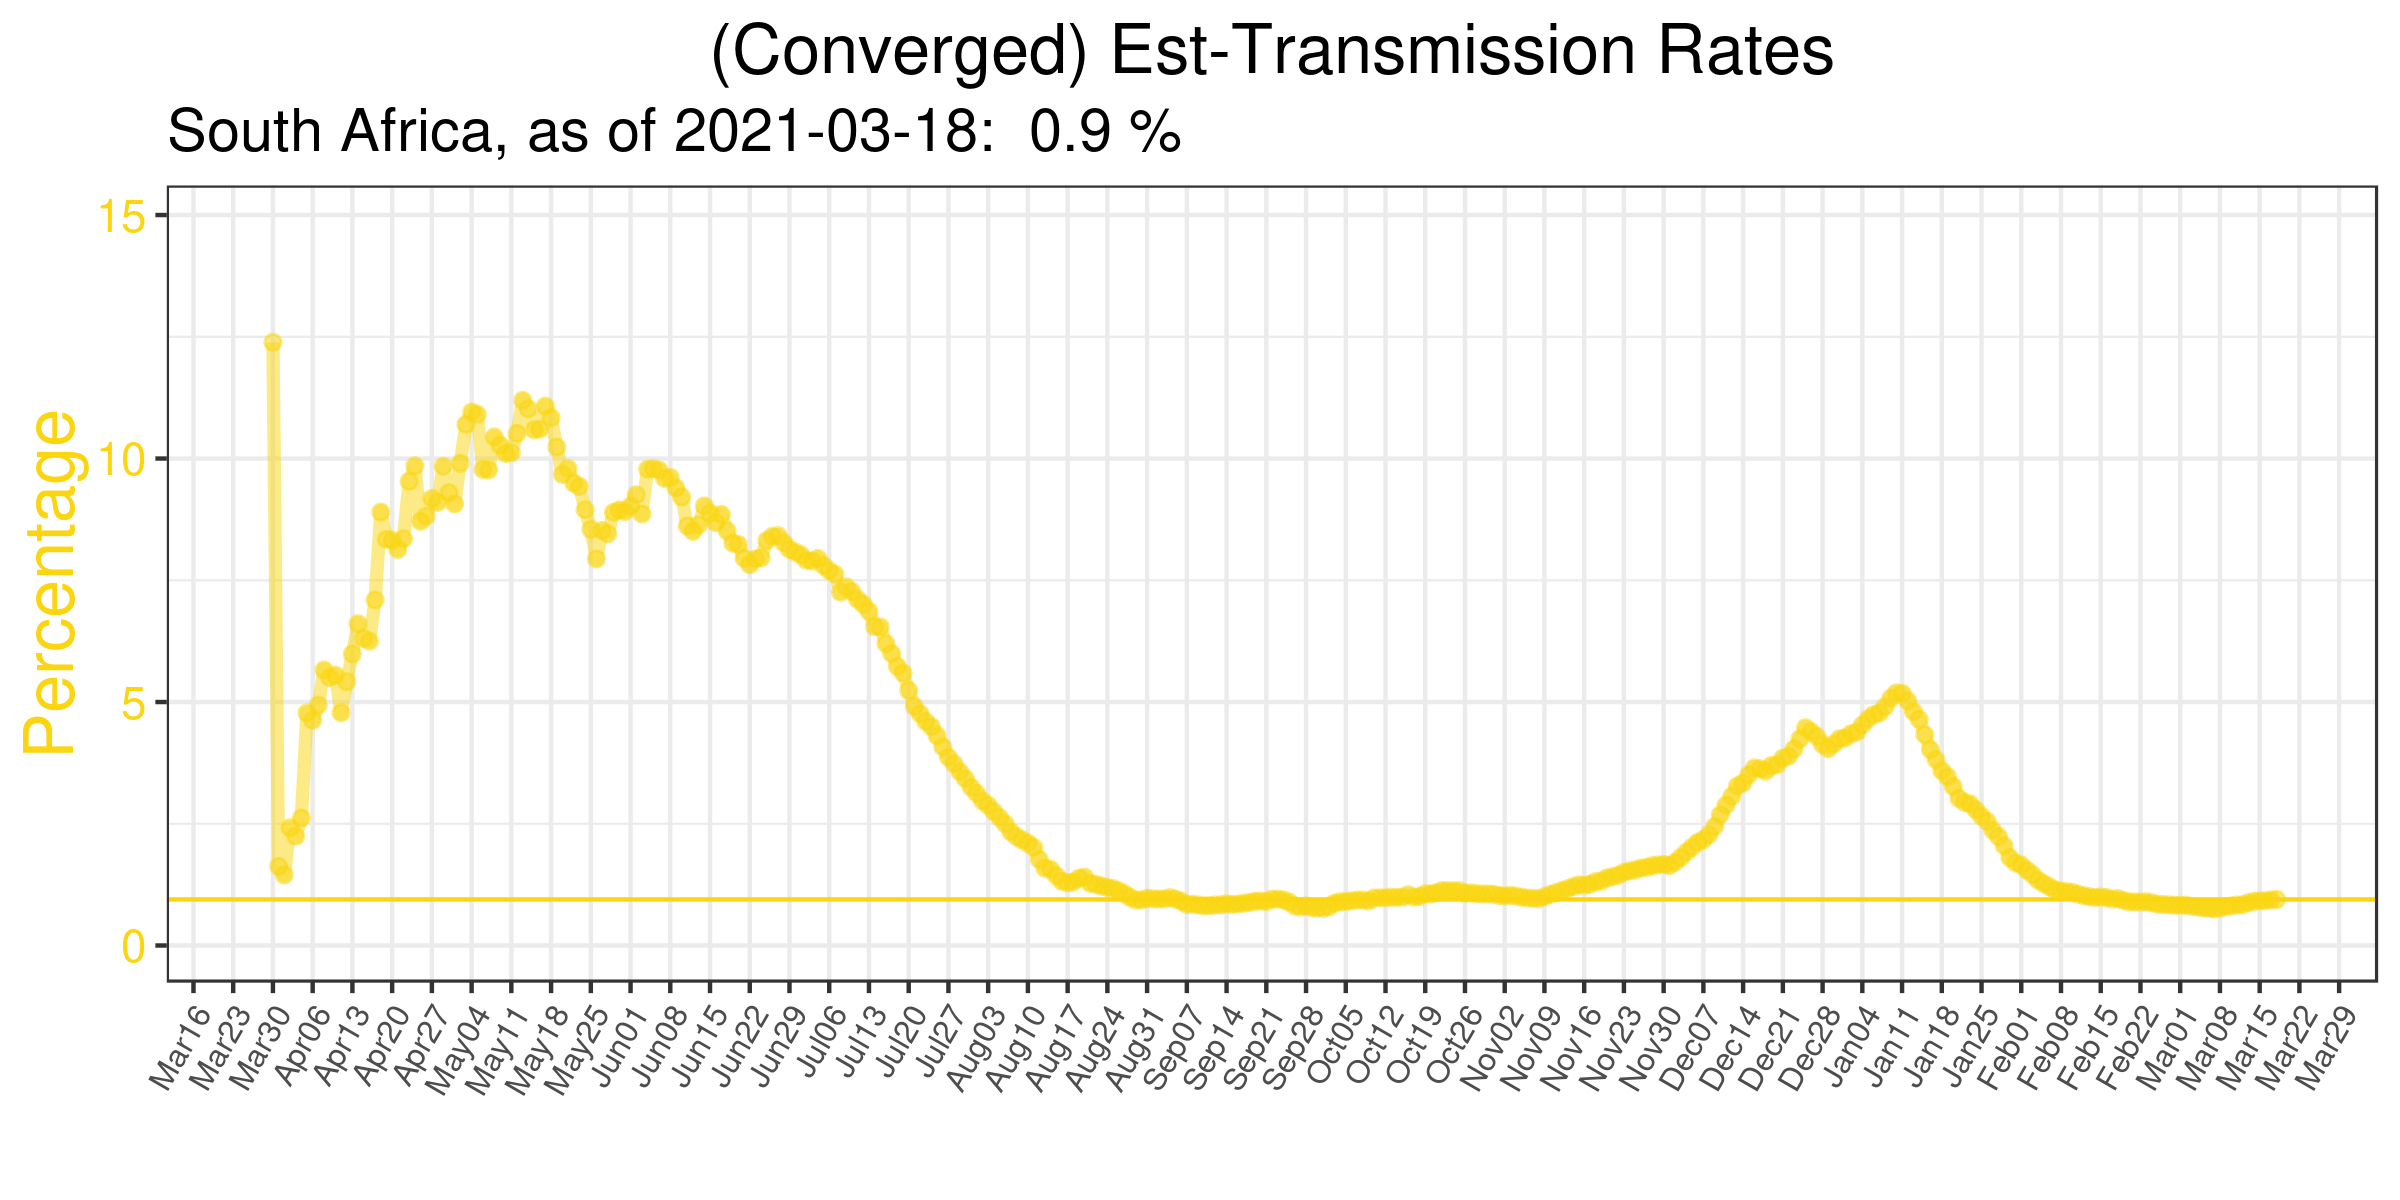 (Converged) Est-Transmission Rates
South Africa, as of 2021-03-18:  0.9 %
Percentage
15
10
5
0
Mar16
Mar23
Mar30
Apr06
Apr13
Apr20
Apr27
May04
May11
May18
May25
Jun01
Jun08
Jun15
Jun22
Jun29
Jul06
Jul13
Jul20
Jul27
Aug03
Aug10
Aug17
Aug24
Aug31
Sep07
Sep14
Sep21
Sep28
Oct05
Oct12
Oct19
Oct26
Nov02
Nov09
Nov16
Nov23
Nov30
Dec07
Dec14
Dec21
Dec28
Jan04
Jan11
Jan18
Jan25
Feb01
Feb08
Feb15
Feb22
Mar01
Mar08
Mar15
Mar22
Mar29